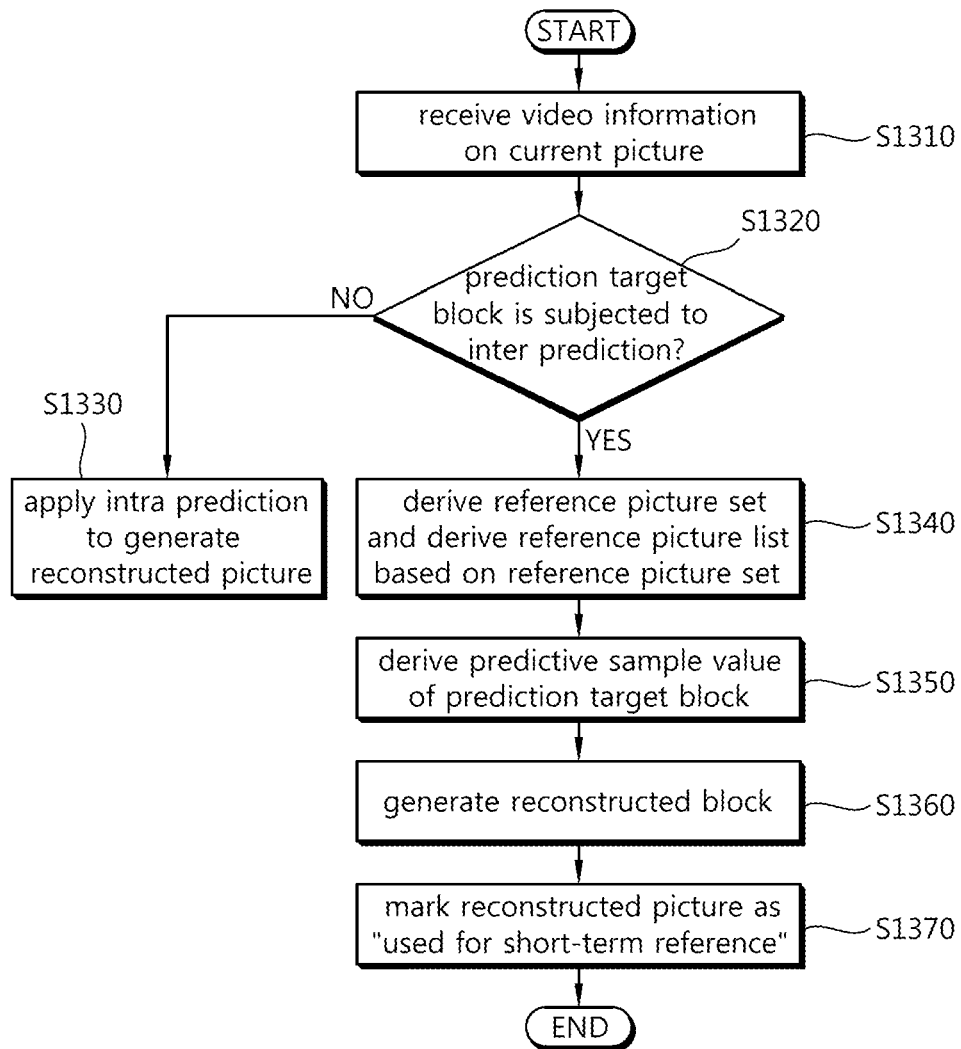 START
receive video information
on current picture
S1310
S1320
prediction target
block is subjected to
inter prediction?
NO
YES
S1330
apply intra prediction
to generate
reconstructed picture
derive reference picture set
and derive reference picture list
based on reference picture set
S1340
derive predictive sample value
of prediction target block
S1350
generate reconstructed block
S1360
mark reconstructed picture as
"used for short-term reference"
S1370
END